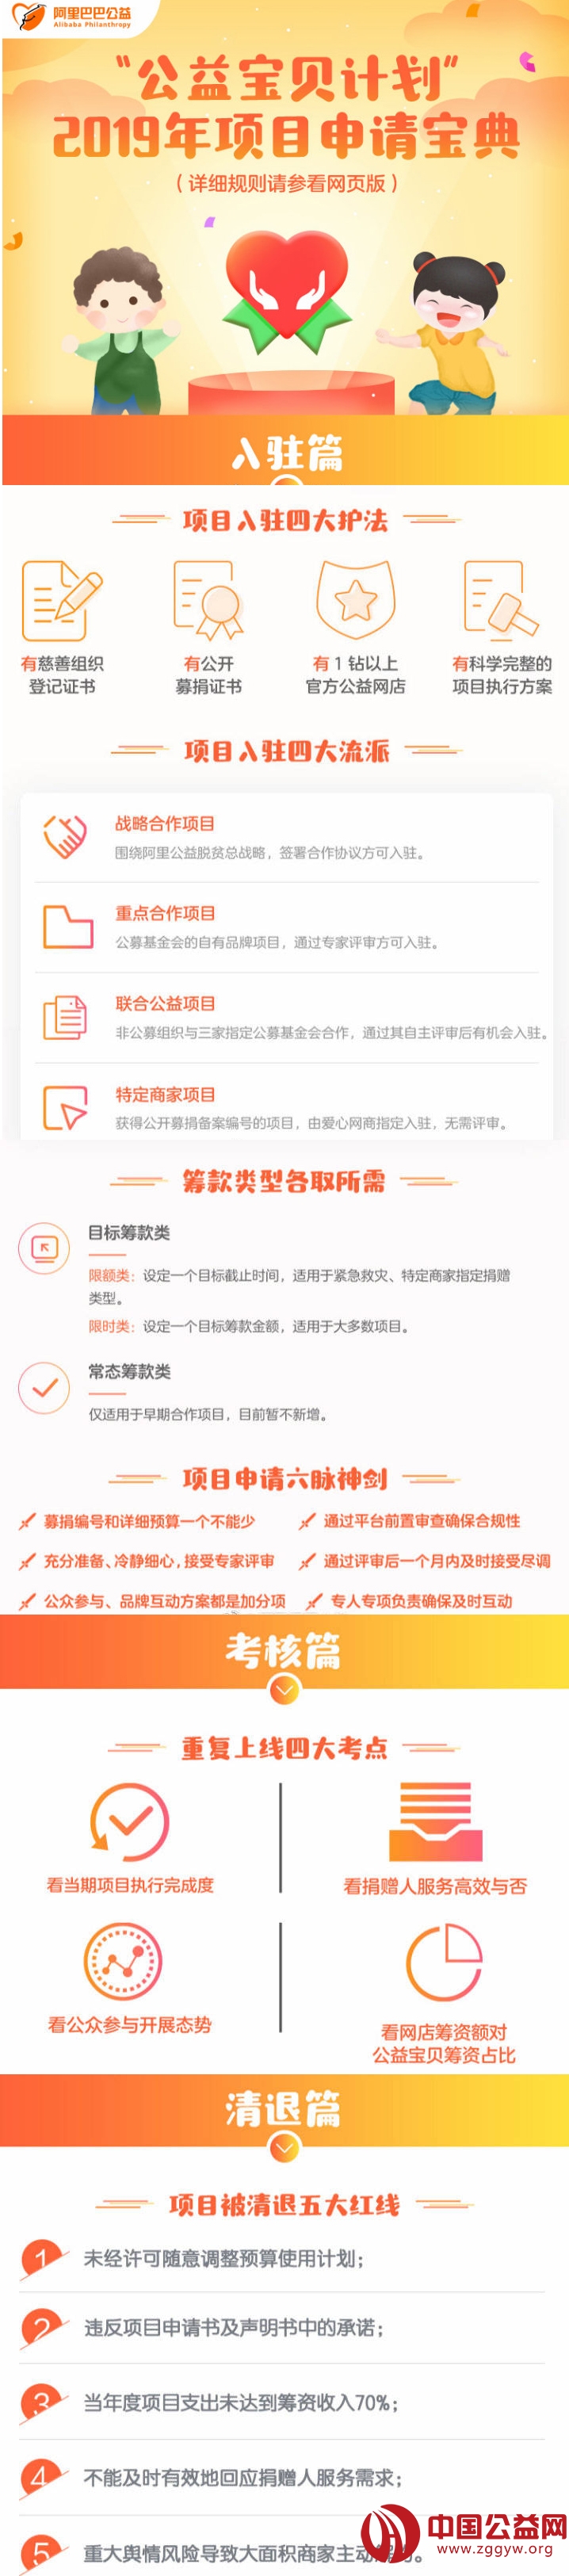 阿里巴巴公益
Alibaba Philanthropy
“公益宝贝计划”
2019年项目申请宝典
（详细规则请参看网页版）
入驻篇
项目入驻四大护法
有慈善组织
登记证书
有公开
募捐证书
有1钻以上
官方公益网店
有科学完整的
项目执行方案
项目入驻四大流派
战略合作项目
围绕阿里公益脱贫总战略，签署合作协议方可入驻。
重点合作项目
公募基金会的自有品牌项目，通过专家评审方可入驻。
联合公益项目
非公募组织与三家指定公募基金会合作，通过其自主评审后有机会入驻。
特定商家项目
获得公开募捐备案编号的项目，由爱心网商指定入驻，无需评审。
筹款类型各取所需
目标筹款类
限额类：设定一个目标截止时间，适用于紧急救灾、特定商家指定捐赠
类型。
限时类：设定一个目标筹款金额，适用于大多数项目。
常态筹款类
仅适用于早期合作项目，目前暂不新增。
项目申请六脉神剑
募捐编号和详细预算一个不能少
通过平台前置审查确保合规性
充分准备、冷静细心，接受专家评审
通过评审后一个月内及时接受尽调
公众参与、品牌互动方案都是加分项
专人专项负责确保及时互动
考核篇
重复上线四大考点
看当期项目执行完成度
看捐赠人服务高效与否
看公众参与开展态势
看网店筹资额对
公益宝贝筹资占比
清退篇
项目被清退五大红线
1 未经许可随意调整预算使用计划；
2 违反项目申请书及声明书中的承诺；
3 当年度项目支出未达到筹资收入70%；
4 不能及时有效地回应捐赠人服务需求；
5 重大舆情风险导致大面积商家主动解绑。
中国公益网
www.zggyw.org